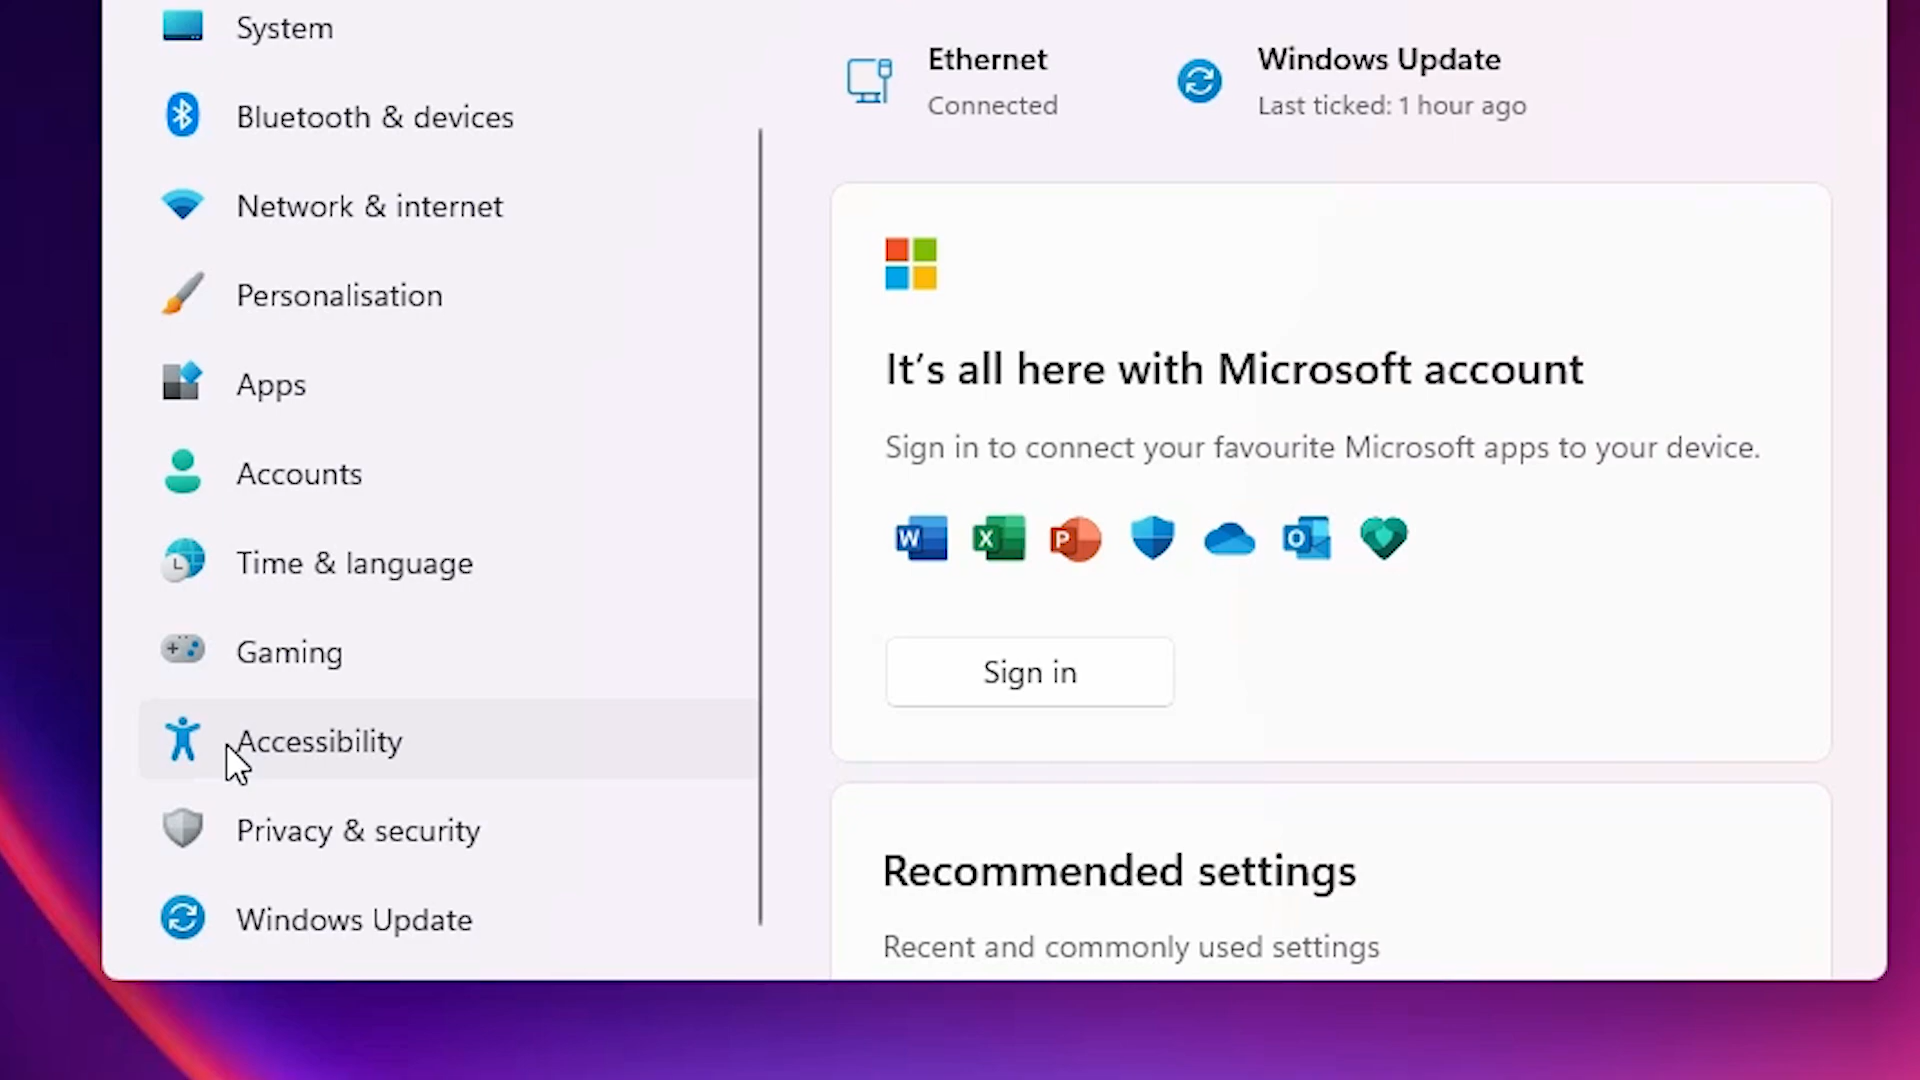 System
Bluetooth & devices
Network & internet
Personalisation
Apps
Accounts
Time & language
Gaming
Accessibility
Privacy & security
Windows Update
Ethernet
Connected
Windows Update
Last ticked: 1 hour ago
It's all here with Microsoft account
Sign in to connect your favourite Microsoft apps to your device.
W X P O
Sign in
Recommended settings
Recent and commonly used settings